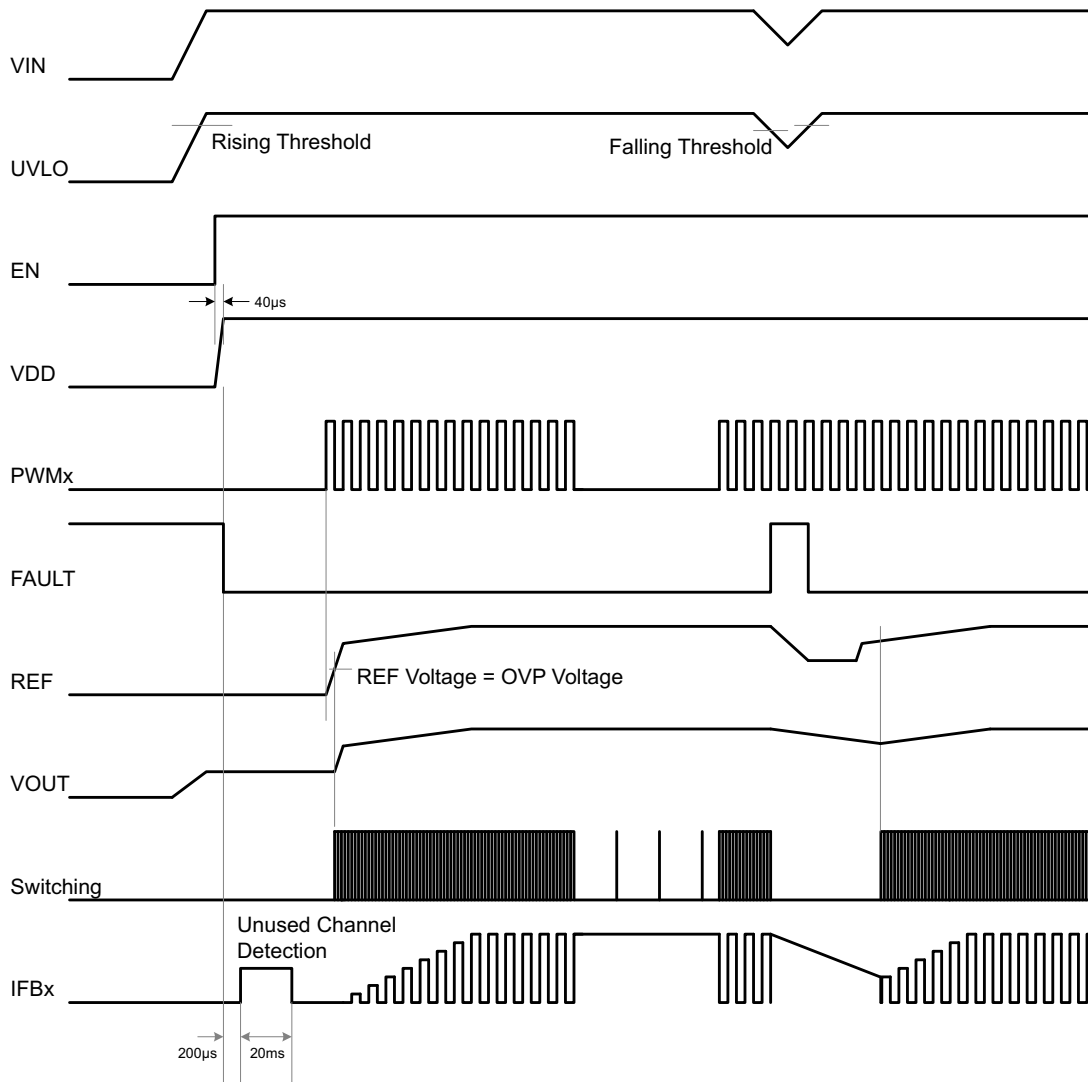 VIN
Rising Threshold
Falling Threshold
UVLO
EN
40µs
VDD
PWMx
FAULT
REF
REF Voltage = OVP Voltage
VOUT
Switching
Unused Channel
Detection
IFBx
200µs
20ms